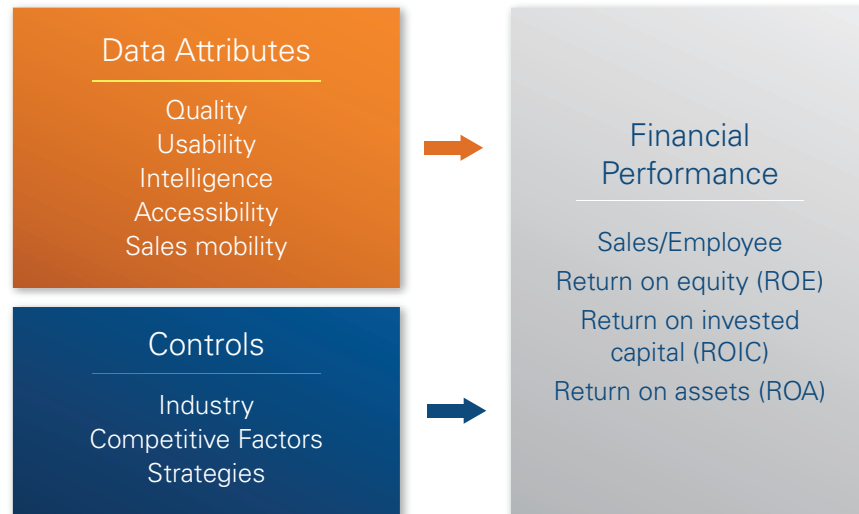 Data Attributes
Quality
Usability
Intelligence
Accessibility
Sales mobility
Controls
Industry
Competitive Factors
Strategies
Financial
Performance
Sales/Employee
Return on equity (ROE)
Return on invested
capital (ROIC)
Return on assets (ROA)